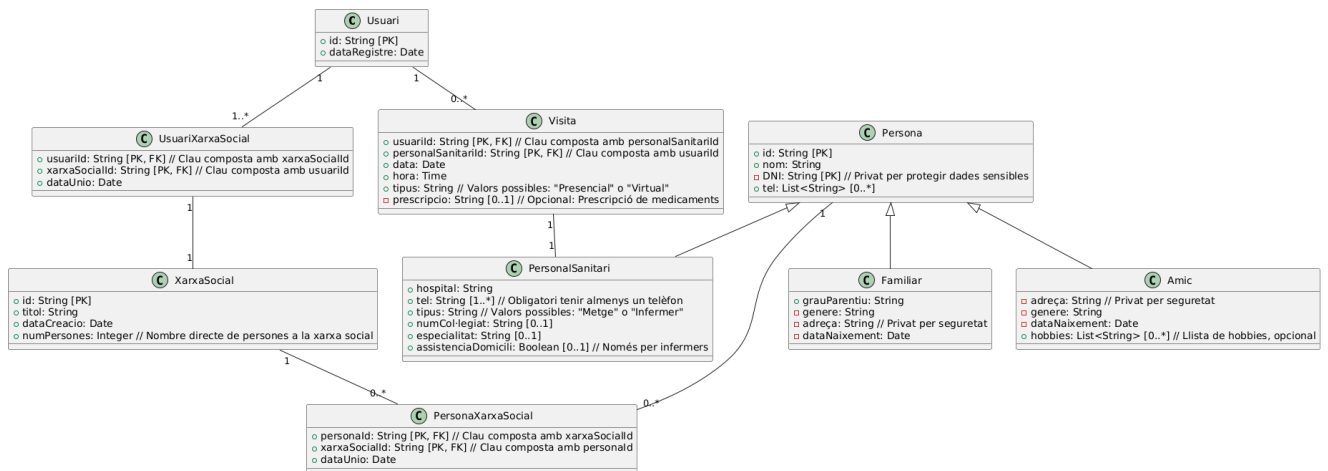 C Usuari
id: String [PK]
dataRegistre: Date
1
1
1..*
0..*
C UsuariXarxaSocial
usuariId: String [PK, FK] // Clau composta amb xarxaSocialId
xarxaSocialId: String [PK, FK] // Clau composta amb usuariId
dataUnio: Date
C Visita
usuariId: String [PK, FK] // Clau composta amb personalSanitariId
personalSanitariId: String [PK, FK] // Clau composta amb usuariId
data: Date
hora: Time
tipus: String // Valors possibles: "Presencial" o "Virtual"
prescripcio: String [0..1] // Opcional: Prescripció de medicaments
C Persona
id: String [PK]
nom: String
DNI: String [PK] // Privat per protegir dades sensibles
tel: List<String> [0..*]
1
1
1
1
1
C XarxaSocial
id: String [PK]
titol: String
dataCreacio: Date
numPersones: Integer // Nombre directe de persones a la xarxa social
C PersonalSanitari
hospital: String
tel: String [1..*] // Obligatori tenir almenys un telèfon
tipus: String // Valors possibles: "Metge" o "Infermer"
numCol·legiat: String [0..1]
especialitat: String [0..1]
assistenciaDomicili: Boolean [0..1] // Només per infermers
C Familiar
grauParentiu: String
genere: String
adreça: String // Privat per seguretat
dataNaixement: Date
C Amic
adreça: String // Privat per seguretat
genere: String
dataNaixement: Date
hobbies: List<String> [0..*] // Llista de hobbies, opcional
1
0..*
0..*
C PersonaXarxaSocial
personaId: String [PK, FK] // Clau composta amb xarxaSocialId
xarxaSocialId: String [PK, FK] // Clau composta amb personaId
dataUnio: Date